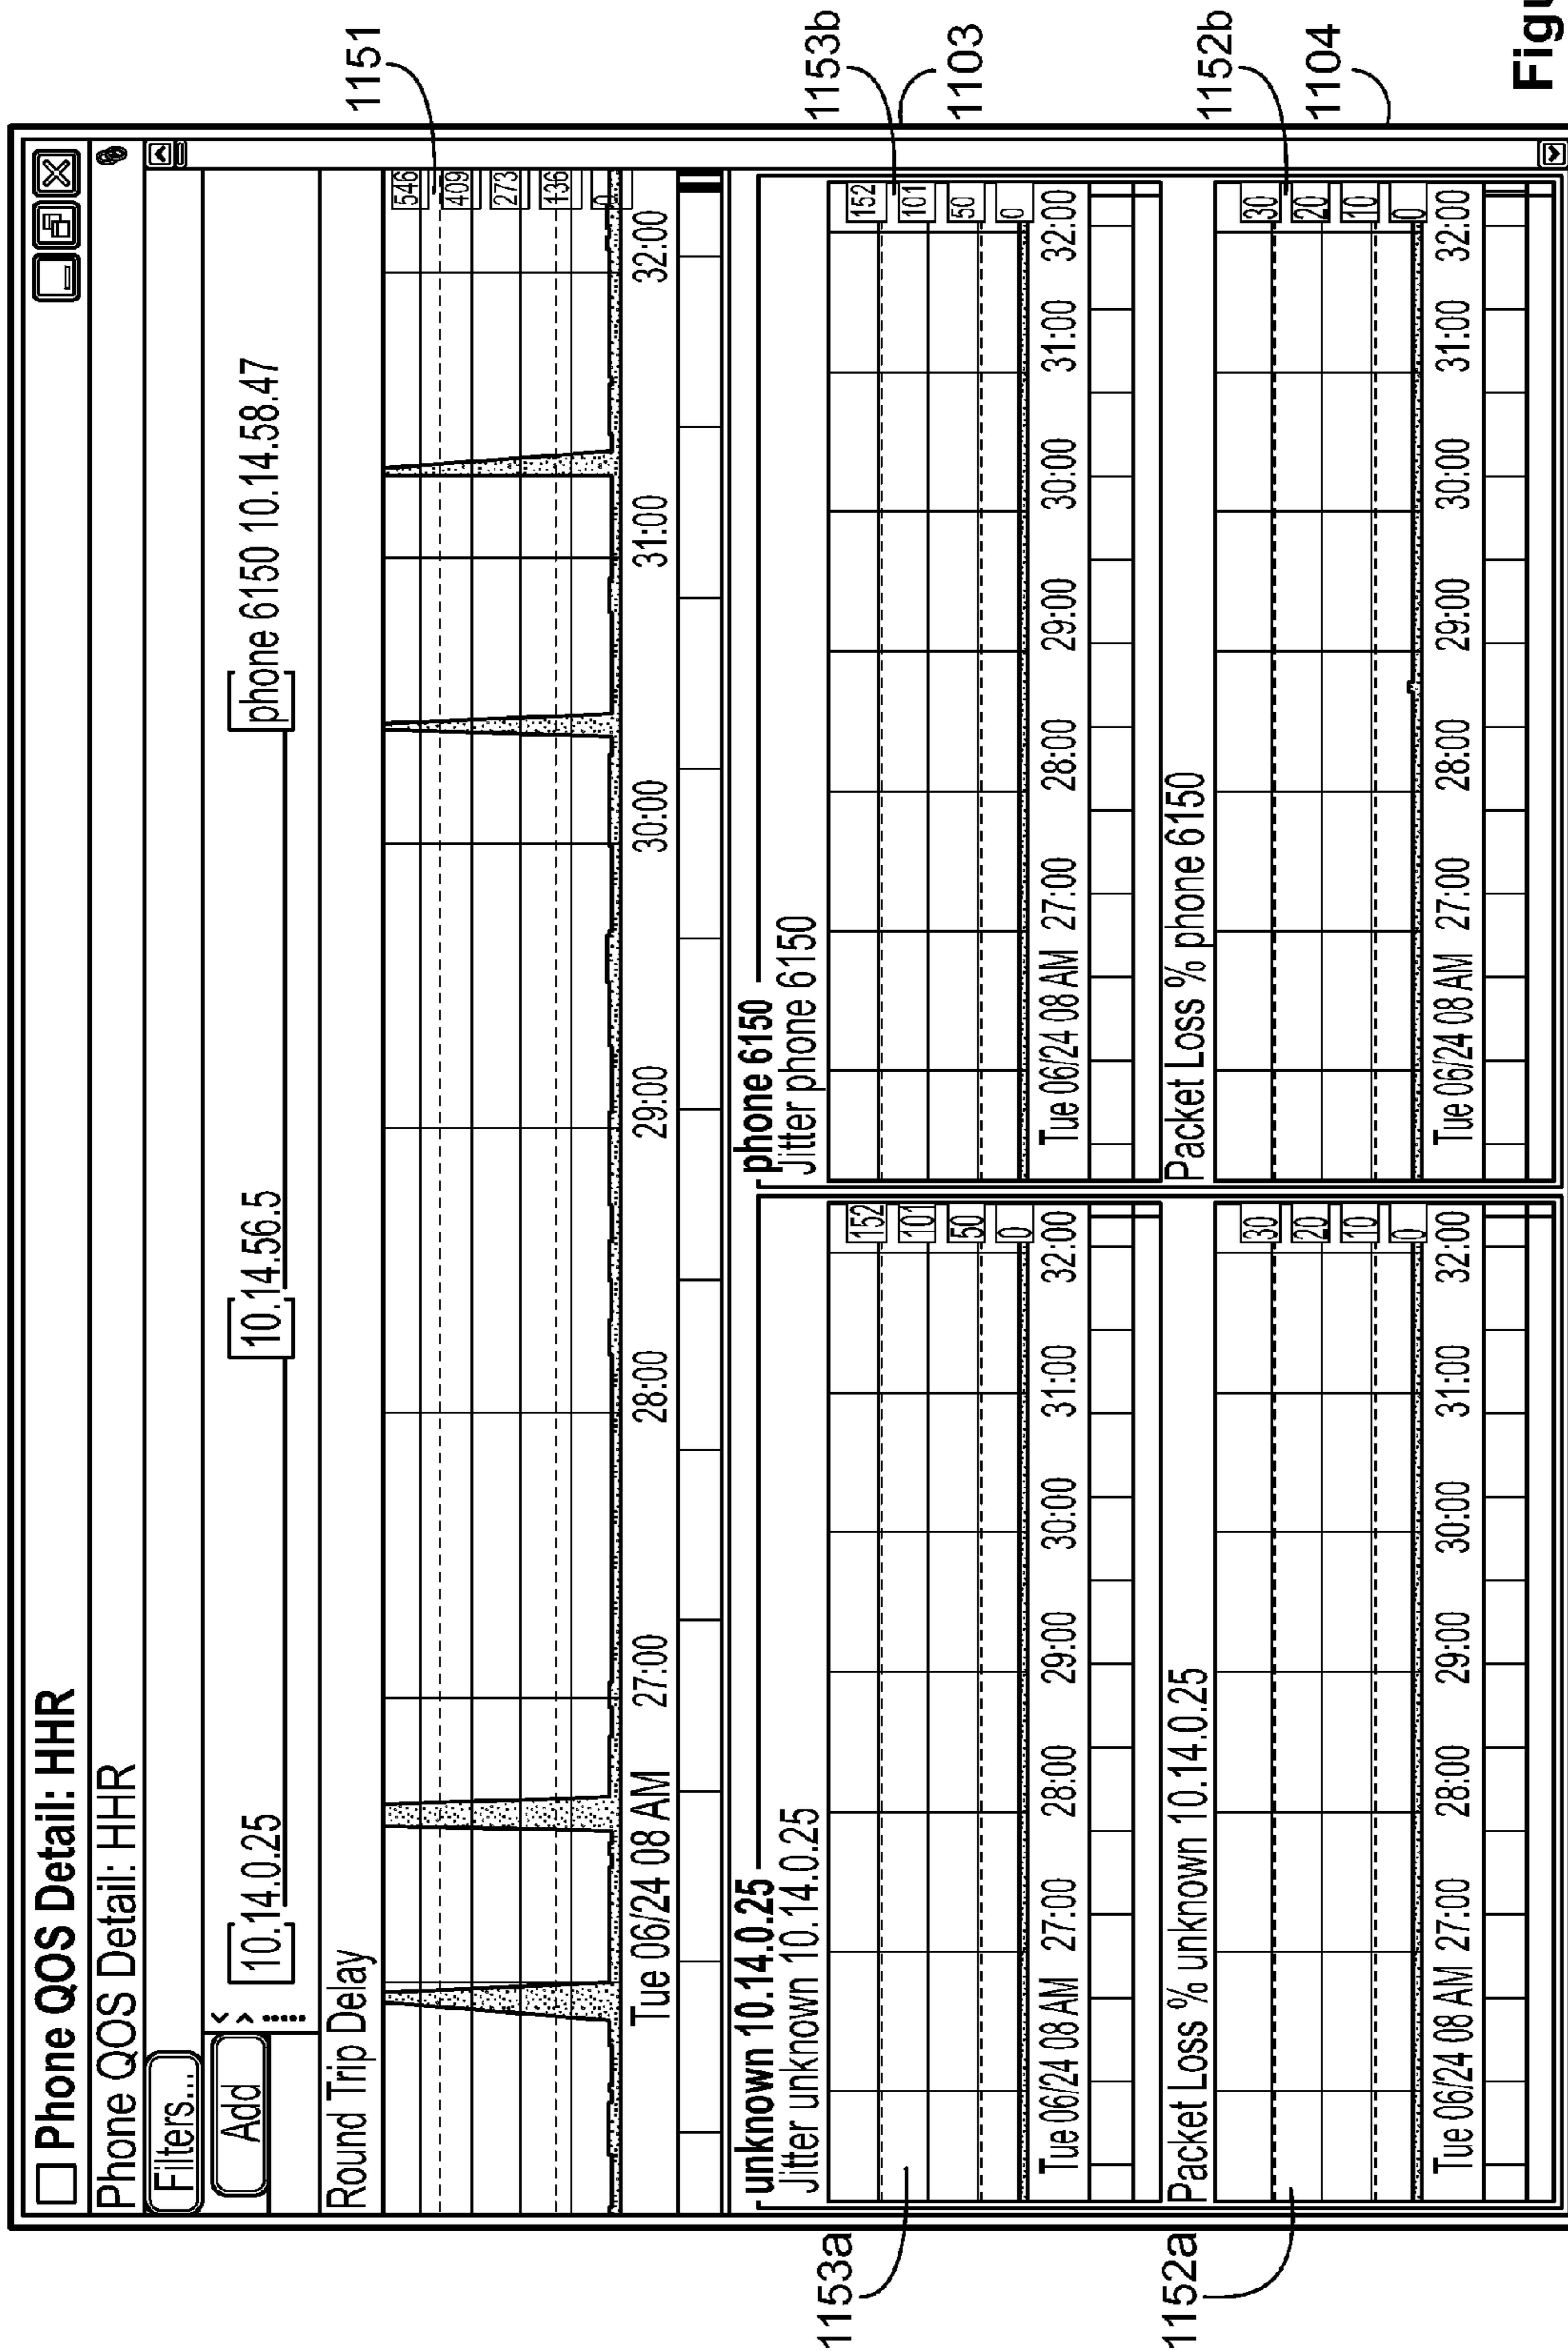 Phone QOS Detail: HHR
Phone QOS Detail: HHR
Filters...
Add
< > ......
10.14.0.25
10.14.56.5
phone 6150 10.14.58.47
Round Trip Delay
546
409
273
136
0
1151
Tue 06/24 08 AM 27:00 28:00 29:00 30:00 31:00 32:00
unknown 10.14.0.25
Jitter unknown 10.14.0.25
152
101
50
0
Tue 06/24 08 AM 27:00 28:00 29:00 30:00 31:00 32:00
1153a
Packet Loss % unknown 10.14.0.25
30
20
10
0
Tue 06/24 08 AM 27:00 28:00 29:00 30:00 31:00 32:00
1152a
phone 6150
Jitter phone 6150
152
101
50
0
Tue 06/24 08 AM 27:00 28:00 29:00 30:00 31:00 32:00
1153b
1103
Packet Loss % phone 6150
30
20
10
0
Tue 06/24 08 AM 27:00 28:00 29:00 30:00 31:00 32:00
1152b
1104